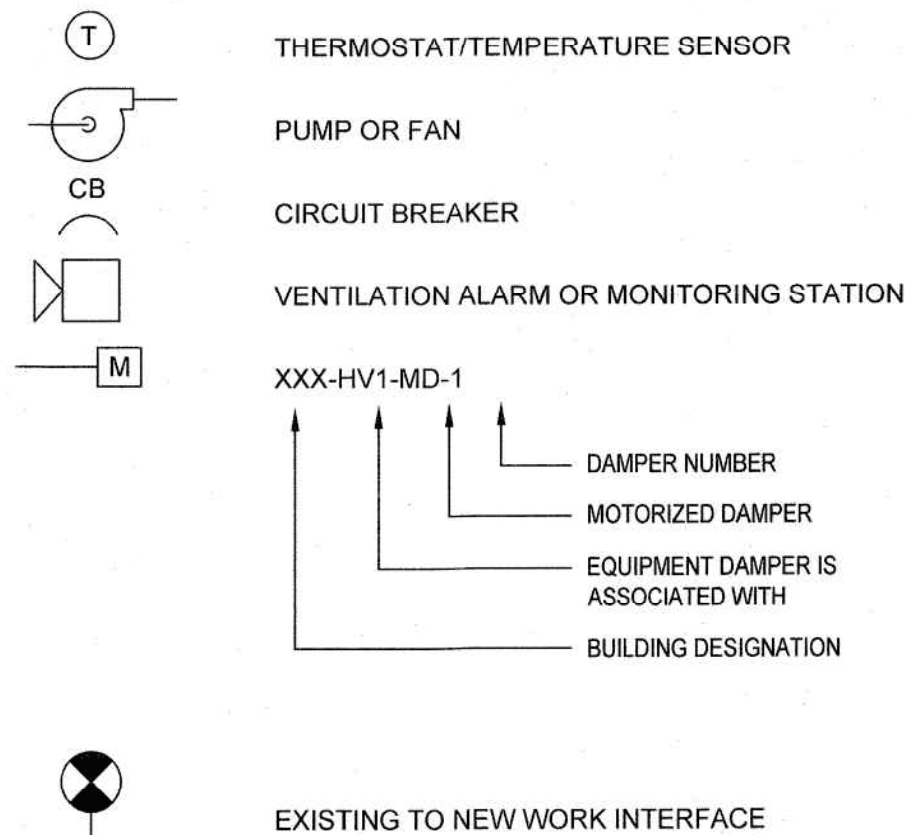 T THERMOSTAT/TEMPERATURE SENSOR
PUMP OR FAN
CB
CIRCUIT BREAKER
VENTILATION ALARM OR MONITORING STATION
M XXX-HV1-MD-1
DAMPER NUMBER
MOTORIZED DAMPER
EQUIPMENT DAMPER IS
ASSOCIATED WITH
BUILDING DESIGNATION
EXISTING TO NEW WORK INTERFACE